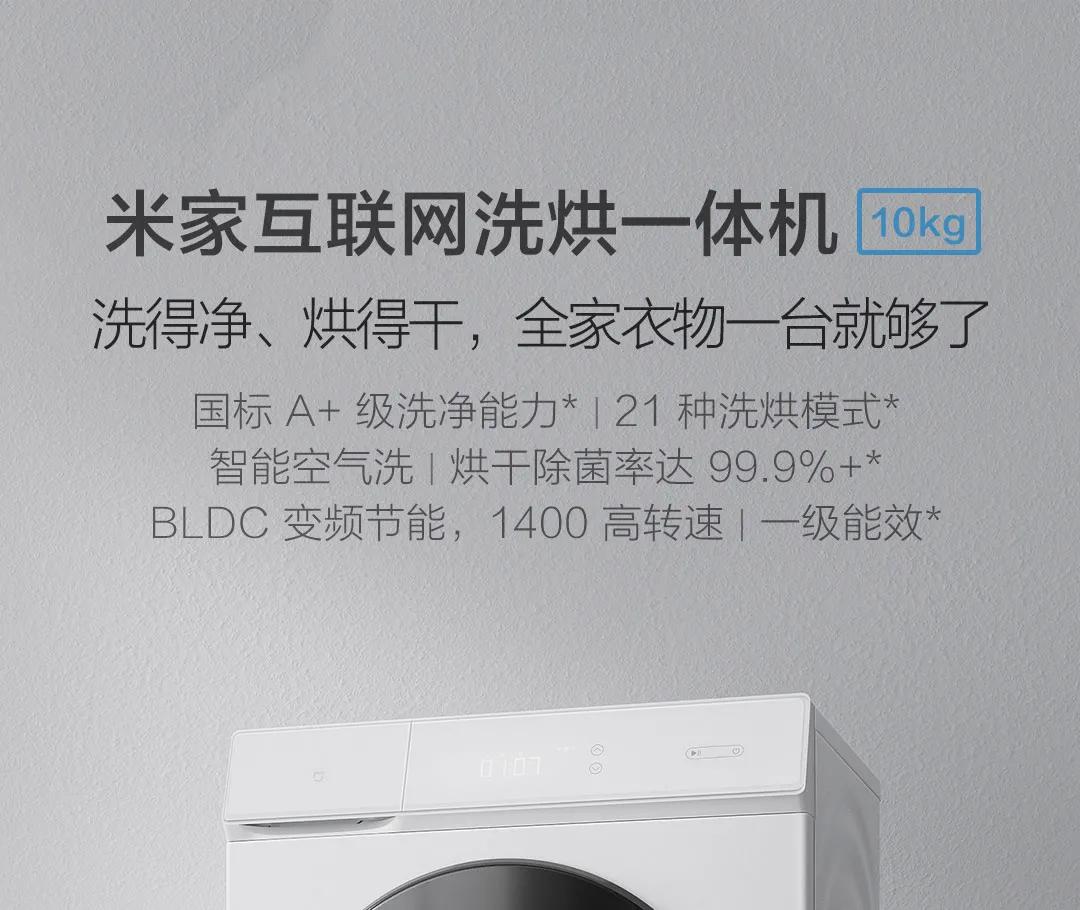 米家互联网洗烘一体机 10kg
洗得净、烘得干，全家衣物一台就够了
国标 A+ 级洗净能力* | 21 种洗烘模式*
智能空气洗 | 烘干除菌率达 99.9%+*
BLDC 变频节能，1400 高转速 | 一级能效*
07:07